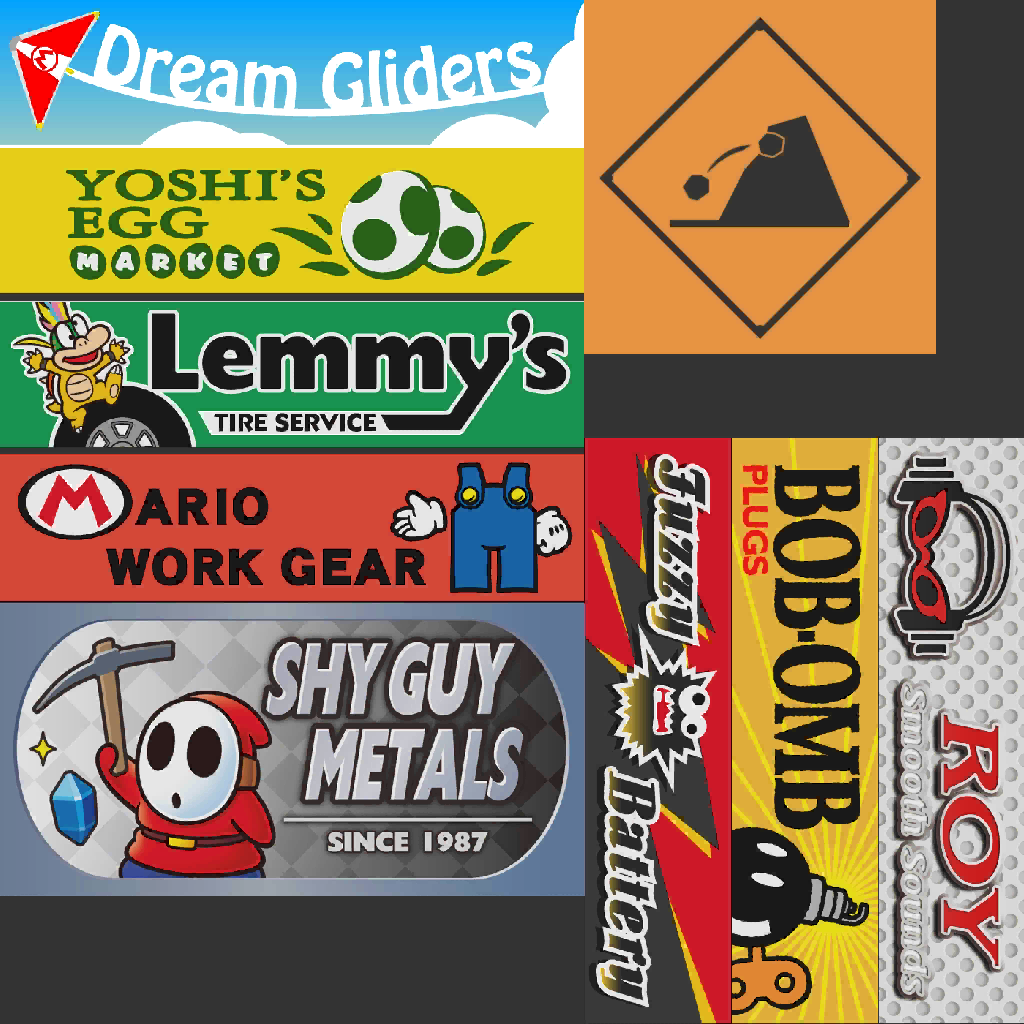 Dream Gliders
YOSHI'S
EGG
MARKET
Lemmy's
TIRE SERVICE
MARIO
WORK GEAR
SHY GUY
METALS
SINCE 1987
Fuzzy Battery
BOB-OMB
PLUGS
ROY
Smooth Sounds